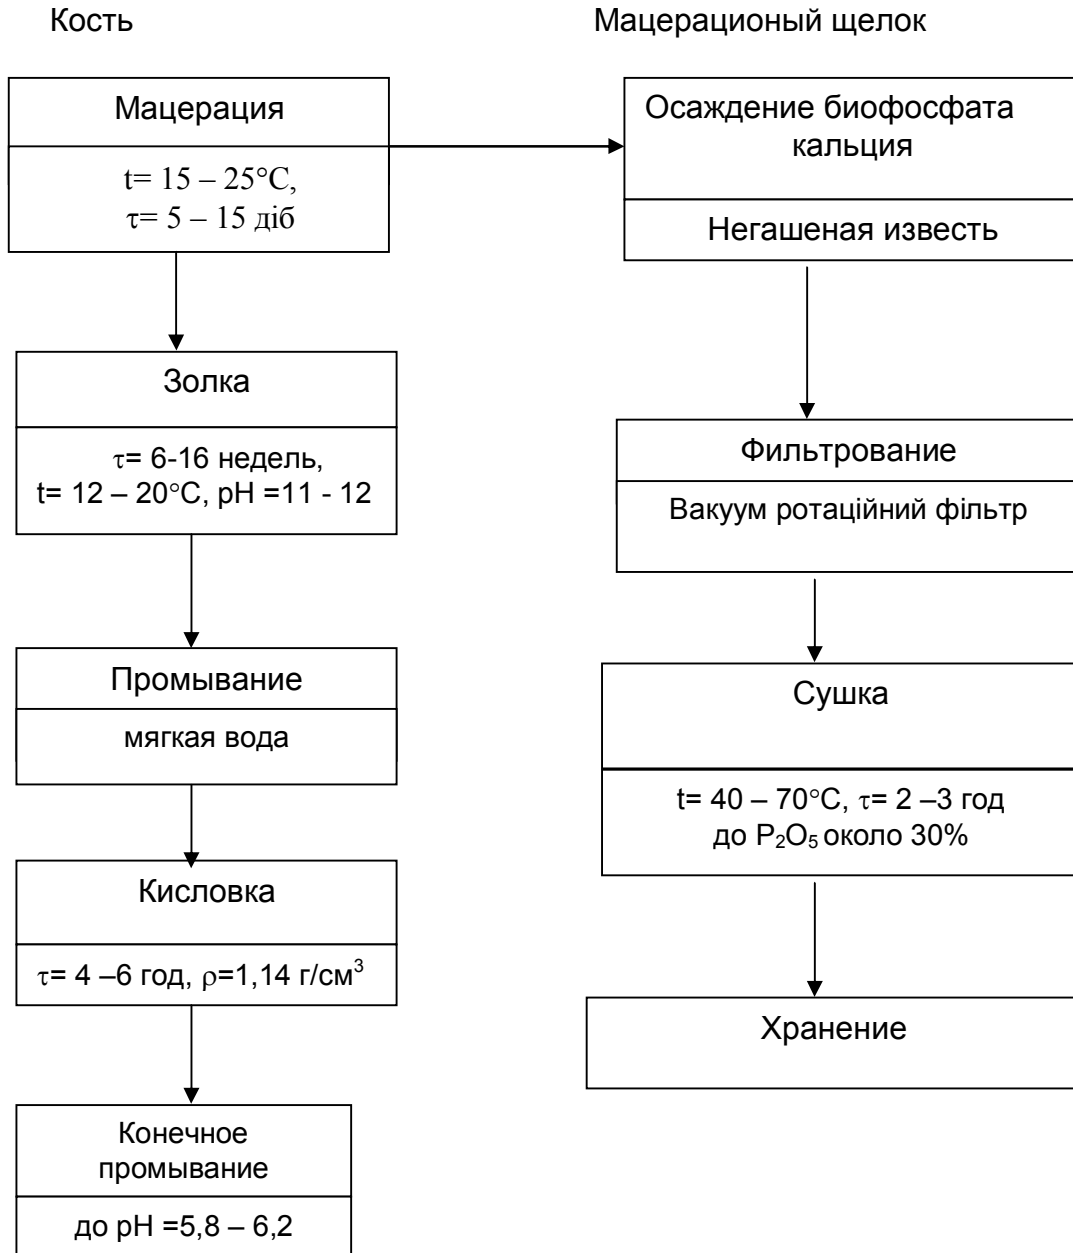 Кость
Мацерационый щелок
Мацерация
t= 15 – 25°C,
τ= 5 – 15 діб
Осаждение биофосфата
кальция
Негашеная известь
Золка
τ= 6-16 недель,
t= 12 – 20°C, pH =11 - 12
Фильтрование
Вакуум ротаційний фільтр
Промывание
мягкая вода
Сушка
t= 40 – 70°C, τ= 2 –3 год
до P₂O₅ около 30%
Кисловка
τ= 4 –6 год, ρ=1,14 г/см³
Хранение
Конечное
промывание
до pH =5,8 – 6,2